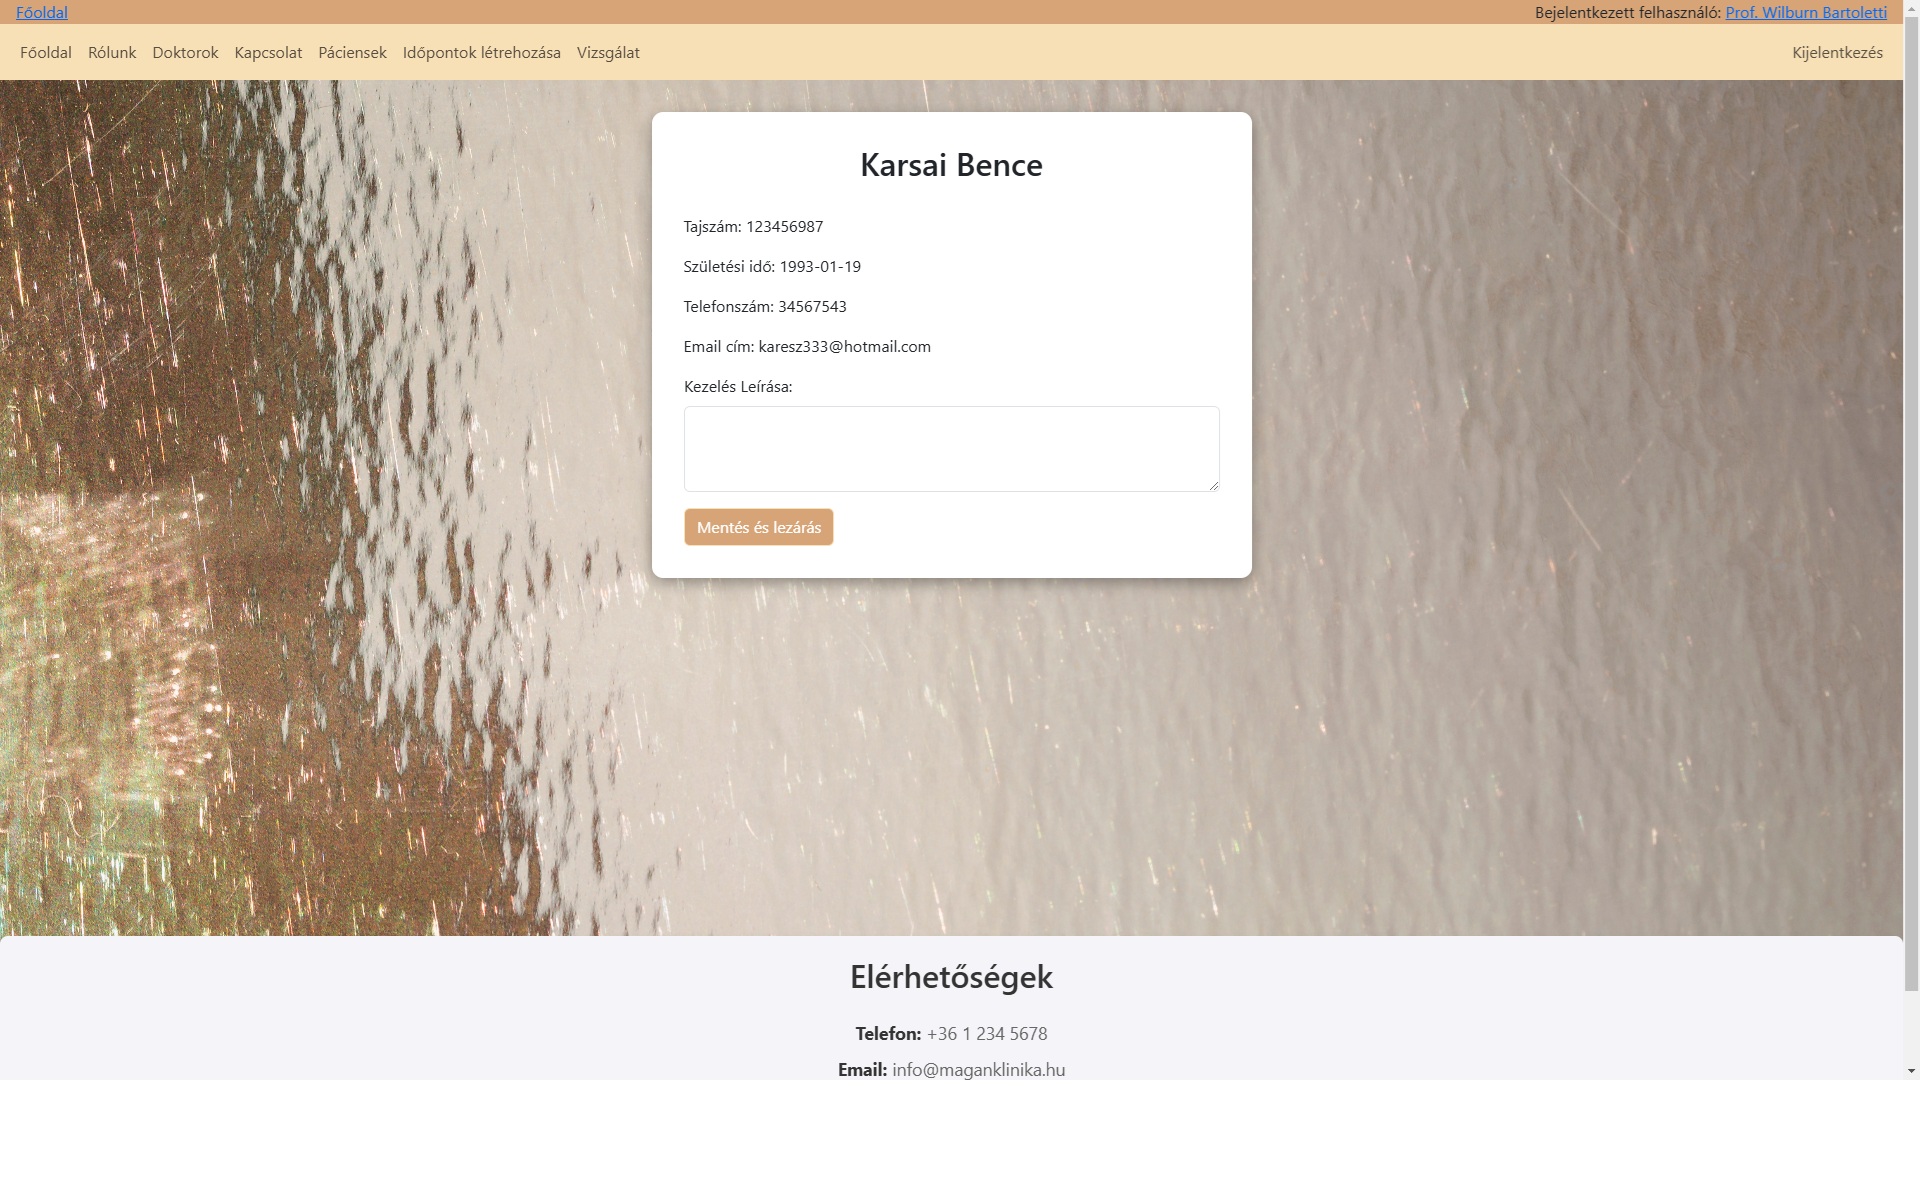 Főoldal
Bejelentkezett felhasználó: Prof. Wilburn Bartoletti
Főoldal Rólunk Doktorok Kapcsolat Páciensek Időpontok létrehozása Vizsgálat Kijelentkezés
Karsai Bence
Tajszám: 123456987
Születési idő: 1993-01-19
Telefonszám: 34567543
Email cím: karesz333@hotmail.com
Kezelés Leírása:
Mentés és lezárás
Elérhetőségek
Telefon: +36 1 234 5678
Email: info@maganklinika.hu